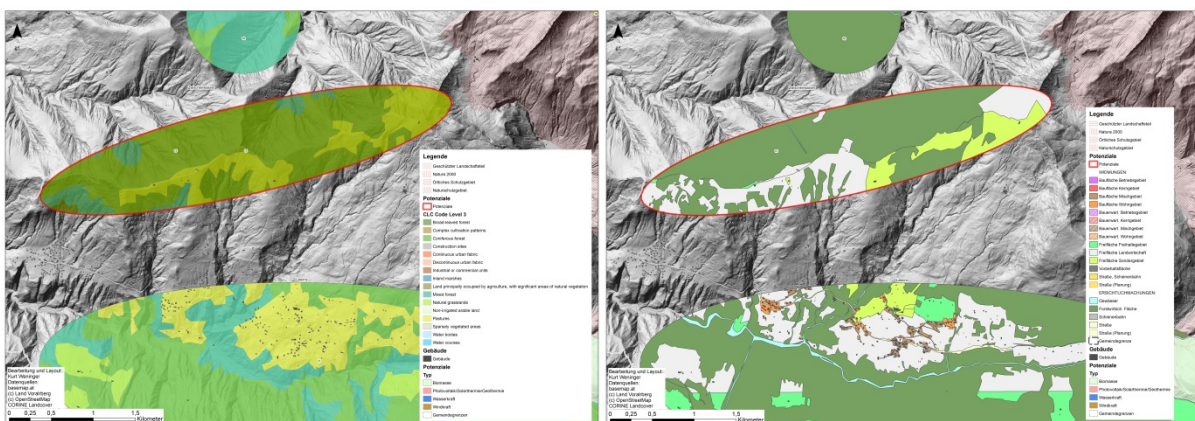 Legende
Geschützter Landschaftsteil
Natura 2000
Örtliches Schutzgebiet
Naturschutzgebiet
Potenziale
Potenziale
CLC Code Level 3
Broad-leaved forest
Complex cultivation patterns
Coniferous forest
Construction sites
Continuous urban fabric
Discontinuous urban fabric
Industrial or commercial units
Inland marshes
Land principally occupied by agriculture, with significant areas of natural vegetation
Mixed forest
Natural grasslands
Non-irrigated arable land
Pastures
Sparsely vegetated areas
Water bodies
Water courses
Gebäude
Gebäude
Potenziale
Typ
Biomasse
Photovoltaik/Solarthermie/Geothermie
Wasserkraft
Windkraft
Gemeindegrenzen
Bearbeitung und Layout:
Kurt Weninger
Datenquellen:
basemap.at
(c) Land Vorarlberg
(c) OpenStreetMap
CORINE Landcover
0 0,25 0,5 1 1,5
Kilometer
Legende
Geschützter Landschaftsteil
Natura 2000
Örtliches Schutzgebiet
Naturschutzgebiet
Potenziale
Potenziale
WIDMUNGEN
Baufläche Betriebsgebiet
Baufläche Kerngebiet
Baufläche Mischgebiet
Baufläche Wohngebiet
Bauerwart. Betriebsgebiet
Bauerwart. Kerngebiet
Bauerwart. Mischgebiet
Bauerwart. Wohngebiet
Freifläche Freihaltegebiet
Freifläche Landwirtschaft
Freifläche Sondergebiet
Vorbehaltsfläche
Straße, Schienenbahn
Straße (Planung)
ERSICHTLICHMACHUNGEN
Gewässer
Forstwirtsch. Fläche
Schienenbahn
Straße
Straße (Planung)
Gemeindegrenze
Gebäude
Gebäude
Potenziale
Typ
Biomasse
Photovoltaik/Solarthermie/Geothermie
Wasserkraft
Windkraft
Gemeindegrenzen
Bearbeitung und Layout:
Kurt Weninger
Datenquellen:
basemap.at
(c) Land Vorarlberg
(c) OpenStreetMap
CORINE Landcover
0 0,25 0,5 1 1,5
Kilometer